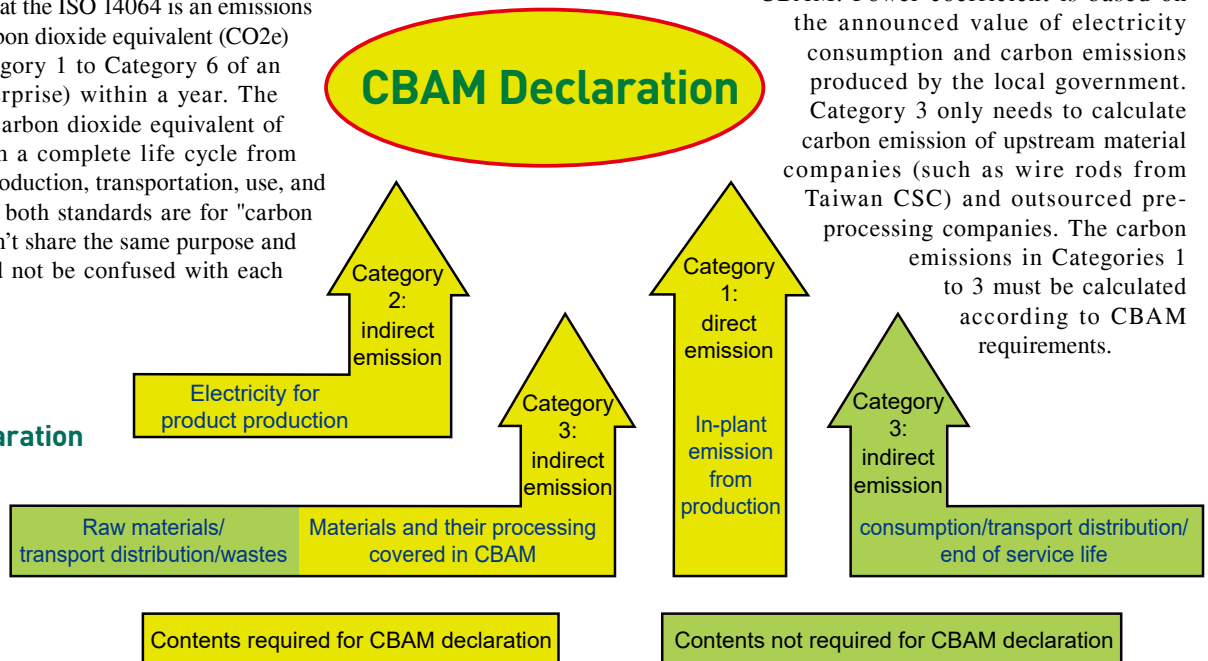 at the ISO 14064 is an emissions
bon dioxide equivalent (CO2e)
gory 1 to Category 6 of an
erprise) within a year. The
carbon dioxide equivalent of
n a complete life cycle from
oduction, transportation, use, and
both standards are for "carbon
n't share the same purpose and
l not be confused with each
CBAM Declaration
CBAM. Power coefficient is based on
the announced value of electricity
consumption and carbon emissions
produced by the local government.
Category 3 only needs to calculate
carbon emission of upstream material
companies (such as wire rods from
Taiwan CSC) and outsourced pre-
processing companies. The carbon
emissions in Categories 1
to 3 must be calculated
according to CBAM
requirements.
Category
2:
indirect
emission
Electricity for
product production
aration
Category
3:
indirect
emission
Raw materials/
transport distribution/wastes
Materials and their processing
covered in CBAM
Category
1:
direct
emission
In-plant
emission
from
production
Category
3:
indirect
emission
consumption/transport distribution/
end of service life
Contents required for CBAM declaration
Contents not required for CBAM declaration